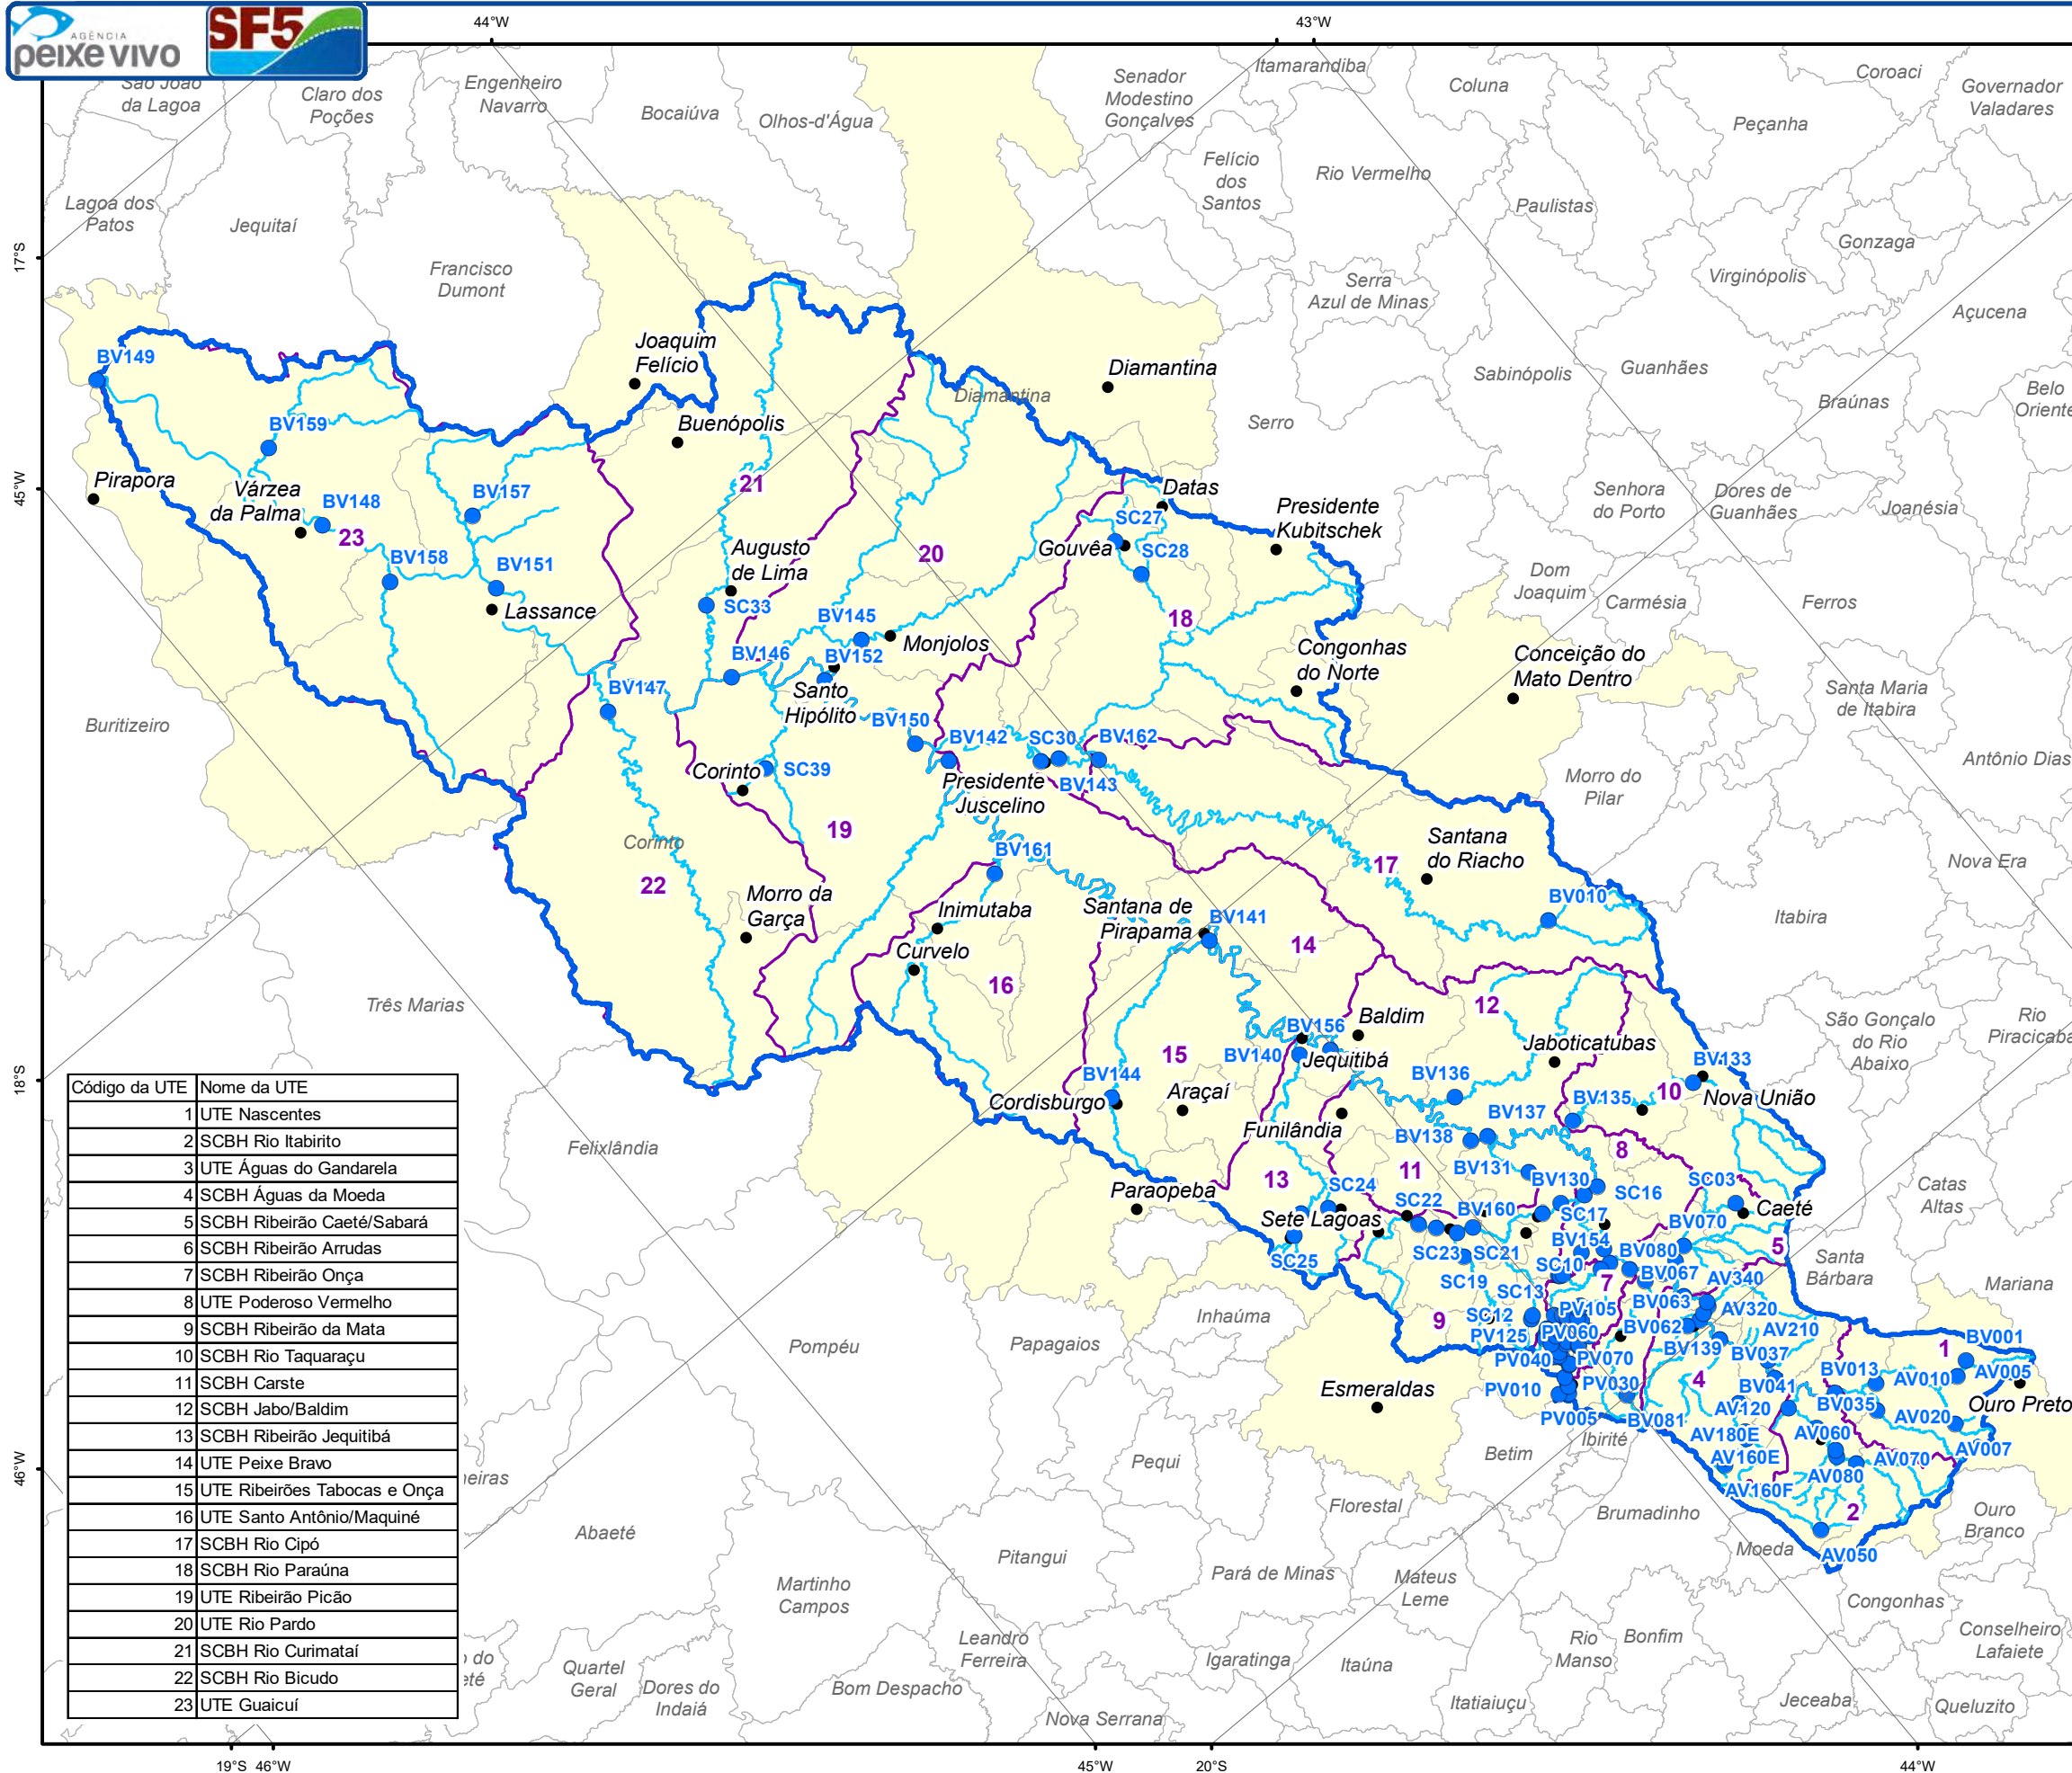 AGÊNCIA
peixe vivo
SF5
44°W
43°W
São João
da Lagoa
Claro dos
Poções
Engenheiro
Navarro
Bocaiúva
Olhos-d'Água
Senador
Modestino
Gonçalves
Itamarandiba
Coluna
Coroaci
Governador
Valadares
Peçanha
Felício
dos
Santos
Rio Vermelho
Paulistas
Lagoa dos
Patos
Jequitaí
Francisco
Dumont
Gonzaga
Virginópolis
Serra
Azul de Minas
Açucena
17°S
BV149
Joaquim
Felício
Diamantina
Diamantina
Sabinópolis
Guanhães
Braúnas
Belo
Oriente
Serro
BV159
Buenópolis
Pirapora
45°W
Várzea
da Palma
BV148
23
BV157
21
Datas
SC27
Presidente
Kubitschek
Senhora
do Porto
Dores de
Guanhães
Joanésia
Gouvêa
SC28
BV158
BV151
Lassance
Augusto
de Lima
20
SC33
BV145
Monjolos
18
Dom
Joaquim
Carmésia
Ferros
BV146
BV152
Santo
Hipólito
Congonhas
do Norte
Conceição do
Mato Dentro
Santa Maria
de Itabira
Buritizeiro
BV147
BV150
BV142
SC30
BV162
Antônio Dias
Corinto
SC39
Presidente
Juscelino
BV143
Morro do
Pilar
19
Corinto
22
BV161
Santana
do Riacho
17
Nova Era
Morro da
Garça
Inimutaba
Santana de
Pirapama
BV141
BV010
Itabira
Curvelo
14
16
12
Três Marias
BV156
Baldim
São Gonçalo
do Rio
Abaixo
Rio
Piracicaba
15
BV140
Jequitibá
Jaboticatubas
BV133
18°S
BV144
BV136
10
Nova União
Cordisburgo
Araçaí
BV137
BV135
Funilândia
BV138
8
Felixlândia
13
11
BV131
BV130
SC16
SC03
Catas
Altas
Paraopeba
SC24
SC22
BV160
SC17
Caeté
Sete Lagoas
BV070
5
SC25
SC23
SC21
BV154
BV080
Santa
Bárbara
SC19
SC10
BV067
AV340
7
Mariana
SC13
BV063
AV320
Inhaúma
9
SC12
PV105
BV062
AV210
Pompéu
Papagaios
PV125
PV060
BV139
BV037
1
BV001
PV040
PV070
BV013
AV010
AV005
Esmeraldas
PV010
PV030
4
BV041
BV035
Ouro Preto
PV005
BV081
AV120
AV020
Betim
Ibirité
AV180E
AV060
AV007
46°W
Pequi
AV160E
AV080
AV070
Florestal
AV160F
2
Brumadinho
Ouro
Branco
Abaeté
Pitangui
Moeda
AV050
Pará de Minas
Mateus
Leme
Martinho
Campos
Congonhas
Conselheiro
Lafaiete
Leandro
Ferreira
Rio
Manso
Bonfim
Quartel
Geral
Dores do
Indaiá
Bom Despacho
Igaratinga
Itaúna
Itatiaiuçu
Jeceaba
Queluzito
Nova Serrana
Código da UTE Nome da UTE
1 UTE Nascentes
2 SCBH Rio Itabirito
3 UTE Águas do Gandarela
4 SCBH Águas da Moeda
5 SCBH Ribeirão Caeté/Sabará
6 SCBH Ribeirão Arrudas
7 SCBH Ribeirão Onça
8 UTE Poderoso Vermelho
9 SCBH Ribeirão da Mata
10 SCBH Rio Taquaraçu
11 SCBH Carste
12 SCBH Jabo/Baldim
13 SCBH Ribeirão Jequitibá
14 UTE Peixe Bravo
15 UTE Ribeirões Tabocas e Onça
16 UTE Santo Antônio/Maquiné
17 SCBH Rio Cipó
18 SCBH Rio Paraúna
19 UTE Ribeirão Picão
20 UTE Rio Pardo
21 SCBH Rio Curimataí
22 SCBH Rio Bicudo
23 UTE Guaicuí
eiras
o do
eté
19°S 46°W
45°W
20°S
44°W